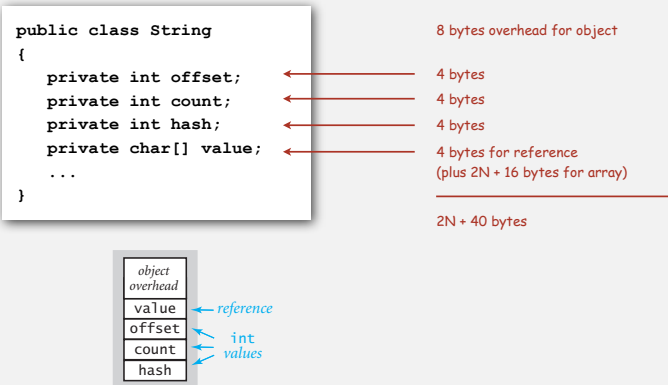 public class String
{
private int offset;
private int count;
private int hash;
private char[] value;
...
}
8 bytes overhead for object
4 bytes
4 bytes
4 bytes
4 bytes for reference
(plus 2N + 16 bytes for array)
2N + 40 bytes
object
overhead
value
offset
count
hash
reference
int
values